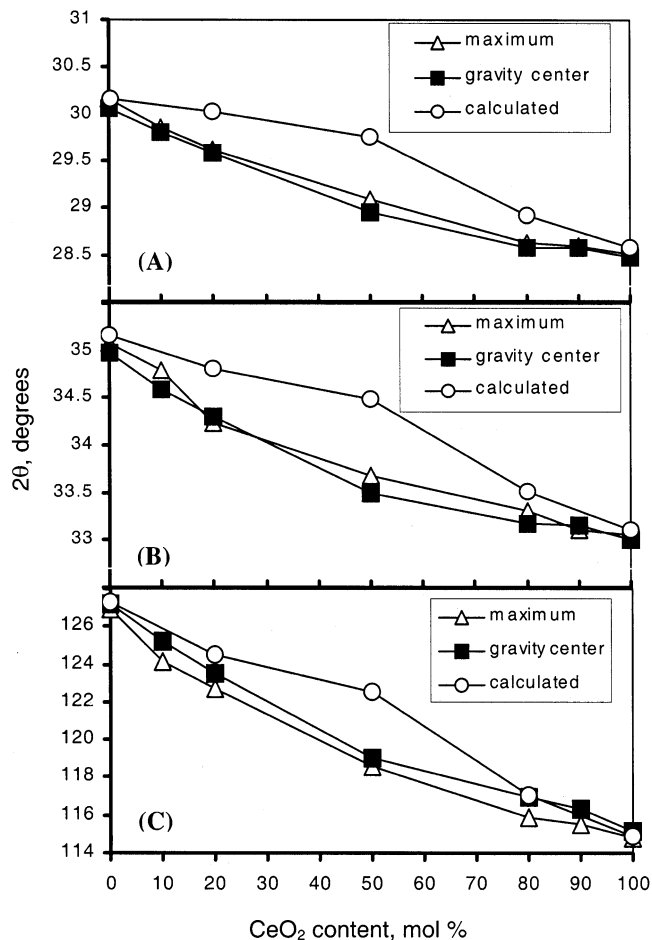 31
30.5
30
29.5
29
28.5
maximum
gravity center
calculated
(A)
35
34.5
34
33.5
33
maximum
gravity center
calculated
(B)
2θ, degrees
126
124
122
120
118
116
114
maximum
gravity center
calculated
(C)
0 10 20 30 40 50 60 70 80 90 100
CeO₂ content, mol %